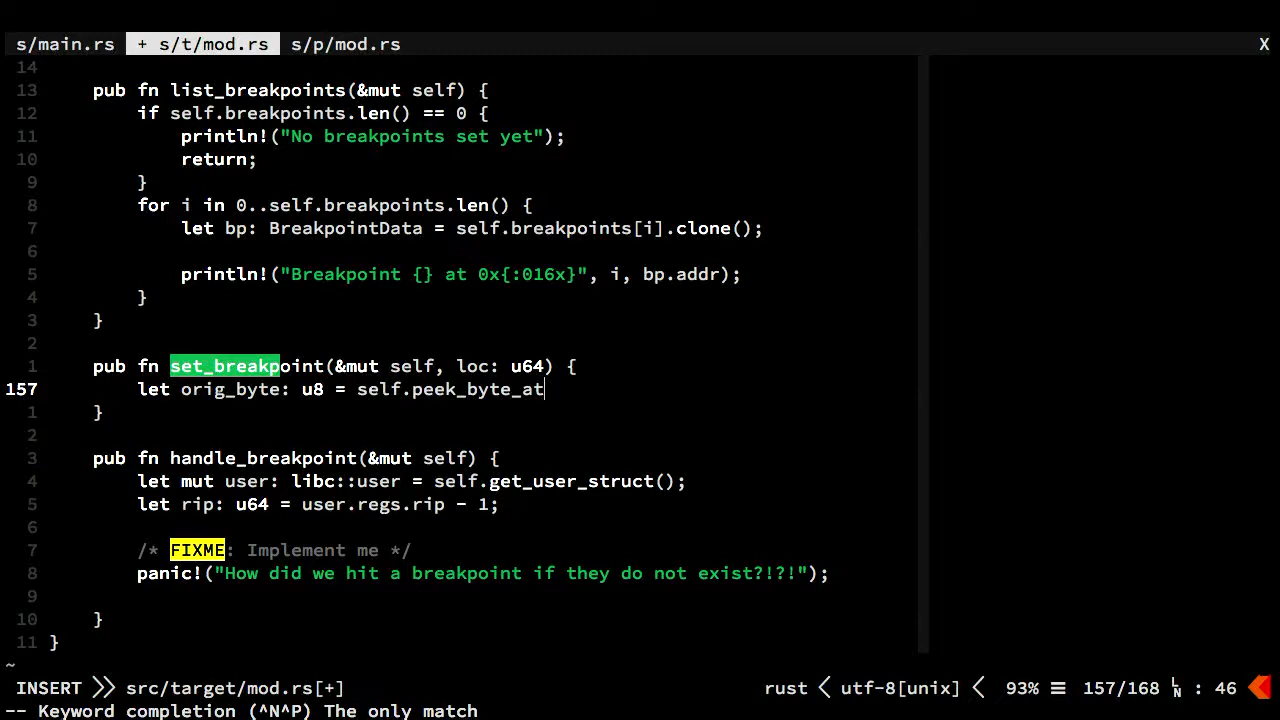 s/main.rs + s/t/mod.rs s/p/mod.rs X
14
13 pub fn list_breakpoints(&mut self) {
12 if self.breakpoints.len() == 0 {
11 println!("No breakpoints set yet");
10 return;
9 }
8 for i in 0..self.breakpoints.len() {
7 let bp: BreakpointData = self.breakpoints[i].clone();
6
5 println!("Breakpoint {} at 0x{:016x}", i, bp.addr);
4 }
3 }
2
1 pub fn set_breakpoint(&mut self, loc: u64) {
157 let orig_byte: u8 = self.peek_byte_at
1 }
2
3 pub fn handle_breakpoint(&mut self) {
4 let mut user: libc::user = self.get_user_struct();
5 let rip: u64 = user.regs.rip - 1;
6
7 /* FIXME: Implement me */
8 panic!("How did we hit a breakpoint if they do not exist?!?!");
9
10 }
11 }
~
INSERT src/target/mod.rs[+] rust utf-8[unix] 93% ☰ 157/168 ␤ : 46
-- Keyword completion (^N^P) The only match